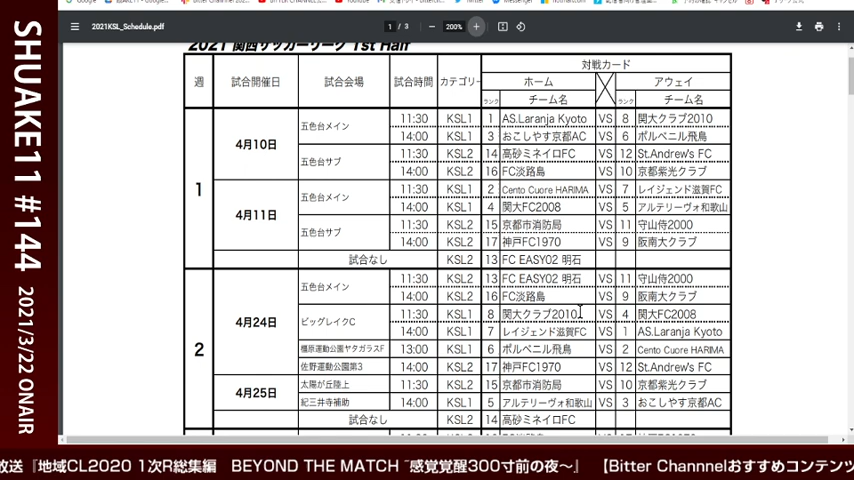 2021KSL_Schedule.pdf
1 / 3
200%
2021 関西サッカーリーグ 1st Half
週 試合開催日 試合会場 試合時間 カテゴリー 対戦カード
ホーム アウェイ
ランク チーム名 ランク チーム名
1
4月10日
五色台メイン
11:30 KSL1 1 AS.Laranja Kyoto VS 8 関大クラブ2010
14:00 KSL1 3 おこしやす京都AC VS 6 ポルベニル飛鳥
五色台サブ
11:30 KSL2 14 高砂ミネイロFC VS 12 St.Andrew's FC
14:00 KSL2 16 FC淡路島 VS 10 京都紫光クラブ
4月11日
五色台メイン
11:30 KSL1 2 Cento Cuore HARIMA VS 7 レイジェンド滋賀FC
14:00 KSL1 4 関大FC2008 VS 5 アルテリーヴォ和歌山
五色台サブ
11:30 KSL2 15 京都市消防局 VS 11 守山侍2000
14:00 KSL2 17 神戸FC1970 VS 9 阪南大クラブ
試合なし KSL2 13 FC EASY02 明石
2
4月24日
五色台メイン
11:30 KSL2 13 FC EASY02 明石 VS 11 守山侍2000
14:00 KSL2 16 FC淡路島 VS 9 阪南大クラブ
ビッグレイクC
11:30 KSL1 8 関大クラブ2010 VS 4 関大FC2008
14:00 KSL1 7 レイジェンド滋賀FC VS 1 AS.Laranja Kyoto
橿原運動公園ヤタガラスF 13:00 KSL1 6 ポルベニル飛鳥 VS 2 Cento Cuore HARIMA
佐野運動公園第3 14:00 KSL2 17 神戸FC1970 VS 12 St.Andrew's FC
4月25日
太陽が丘陸上 11:30 KSL2 15 京都市消防局 VS 10 京都紫光クラブ
紀三井寺補助 14:00 KSL1 5 アルテリーヴォ和歌山 VS 3 おこしやす京都AC
試合なし KSL2 14 高砂ミネイロFC
SHUAKE11 #144 2021/3/22 ONAIR
放送『地域CL2020 1次R総集編 BEYOND THE MATCH ~感覚覚醒300寸前の夜~』 【Bitter Channnelおすすめコンテンツ